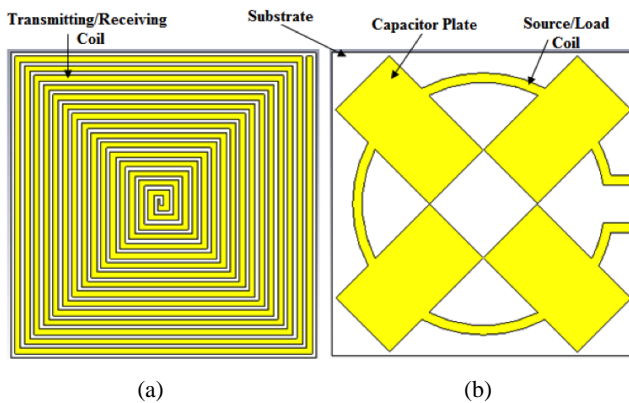 Transmitting/Receiving
Coil
Substrate
Capacitor Plate
Source/Load
Coil
(a)
(b)